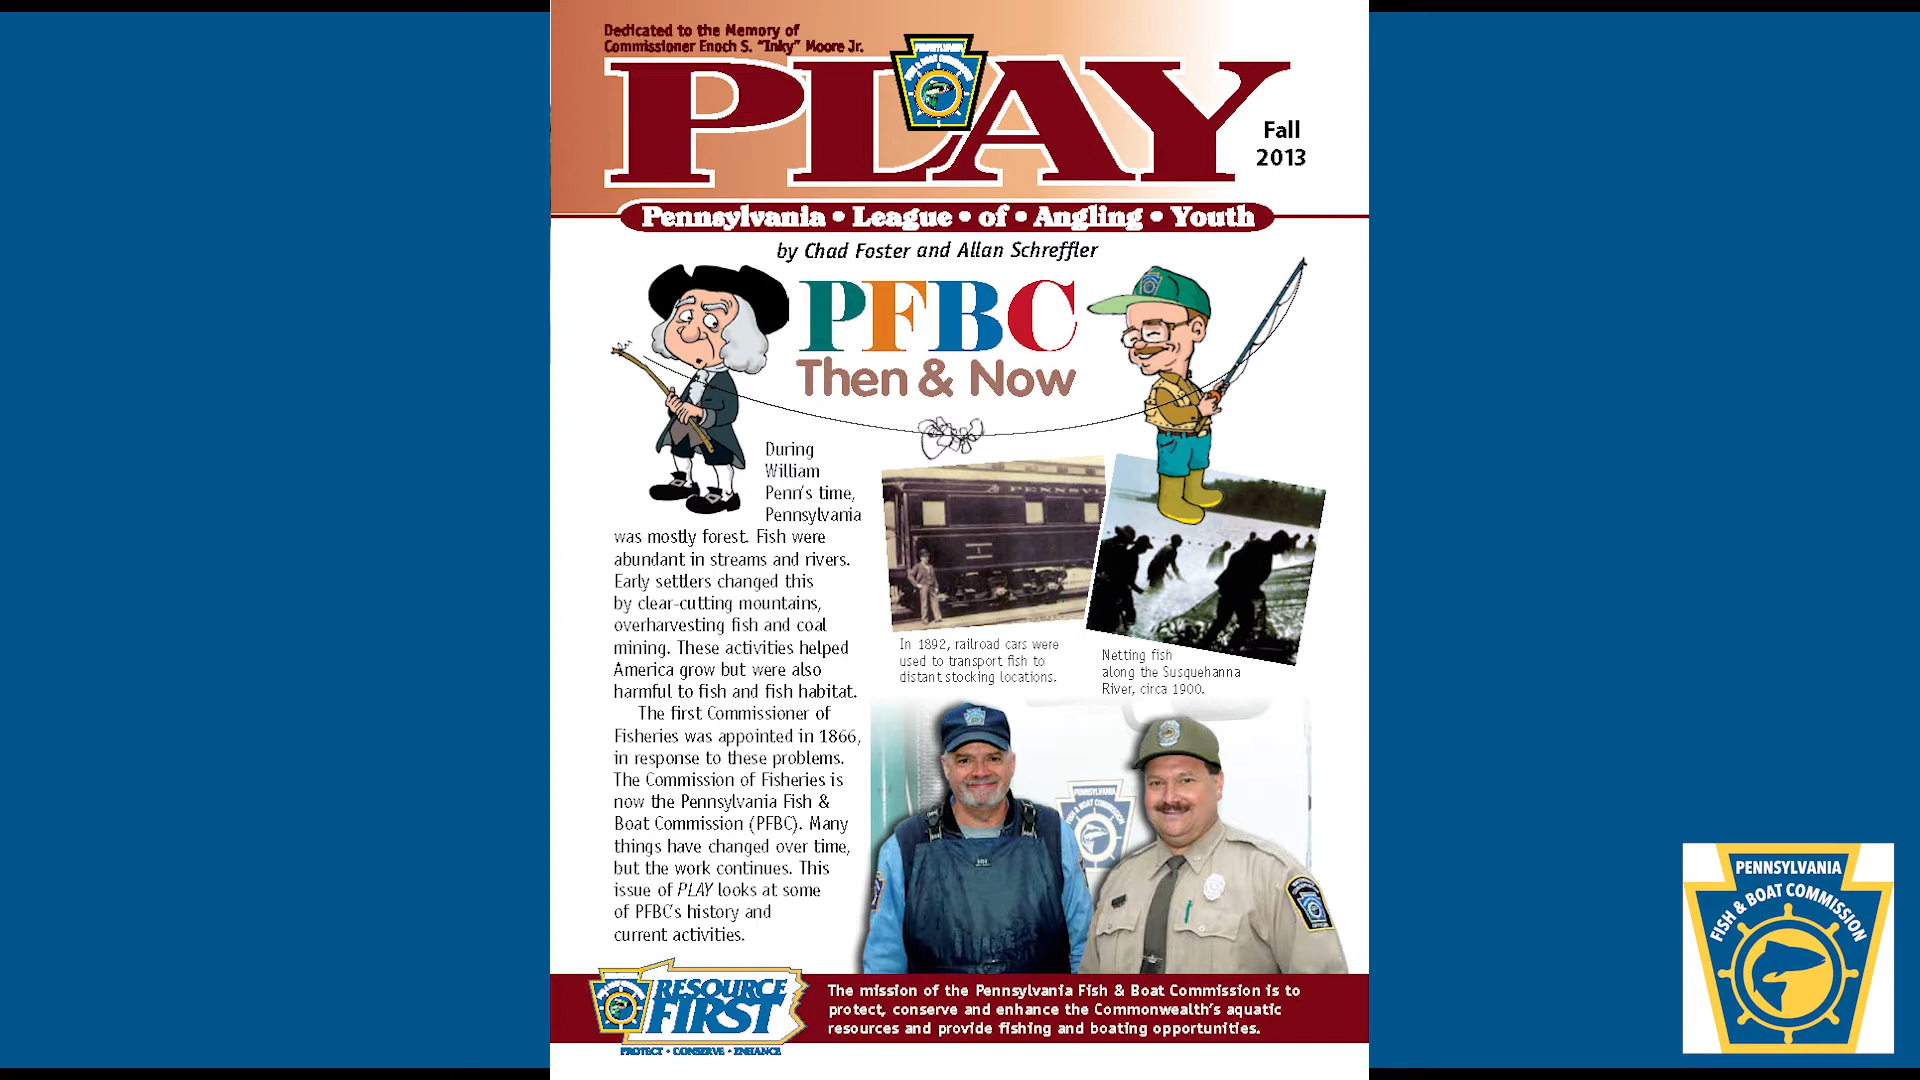 Dedicated to the Memory of
Commissioner Enoch S. "Inky" Moore Jr.
PLAY
Fall
2013
Pennsylvania • League • of • Angling • Youth
by Chad Foster and Allan Schreffler
PFBC
Then & Now
During
William
Penn's time,
Pennsylvania
was mostly forest. Fish were
abundant in streams and rivers.
Early settlers changed this
by clear-cutting mountains,
overharvesting fish and coal
mining. These activities helped
America grow but were also
harmful to fish and fish habitat.
The first Commissioner of
Fisheries was appointed in 1866,
in response to these problems.
The Commission of Fisheries is
now the Pennsylvania Fish &
Boat Commission (PFBC). Many
things have changed over time,
but the work continues. This
issue of PLAY looks at some
of PFBC's history and
current activities.
In 1892, railroad cars were
used to transport fish to
distant stocking locations.
Netting fish
along the Susquehanna
River, circa 1900.
PENNSYLVANIA
FISH & BOAT COMMISSION
RESOURCE
FIRST
PROTECT • CONSERVE • ENHANCE
The mission of the Pennsylvania Fish & Boat Commission is to
protect, conserve and enhance the Commonwealth's aquatic
resources and provide fishing and boating opportunities.
PENNSYLVANIA
FISH & BOAT COMMISSION